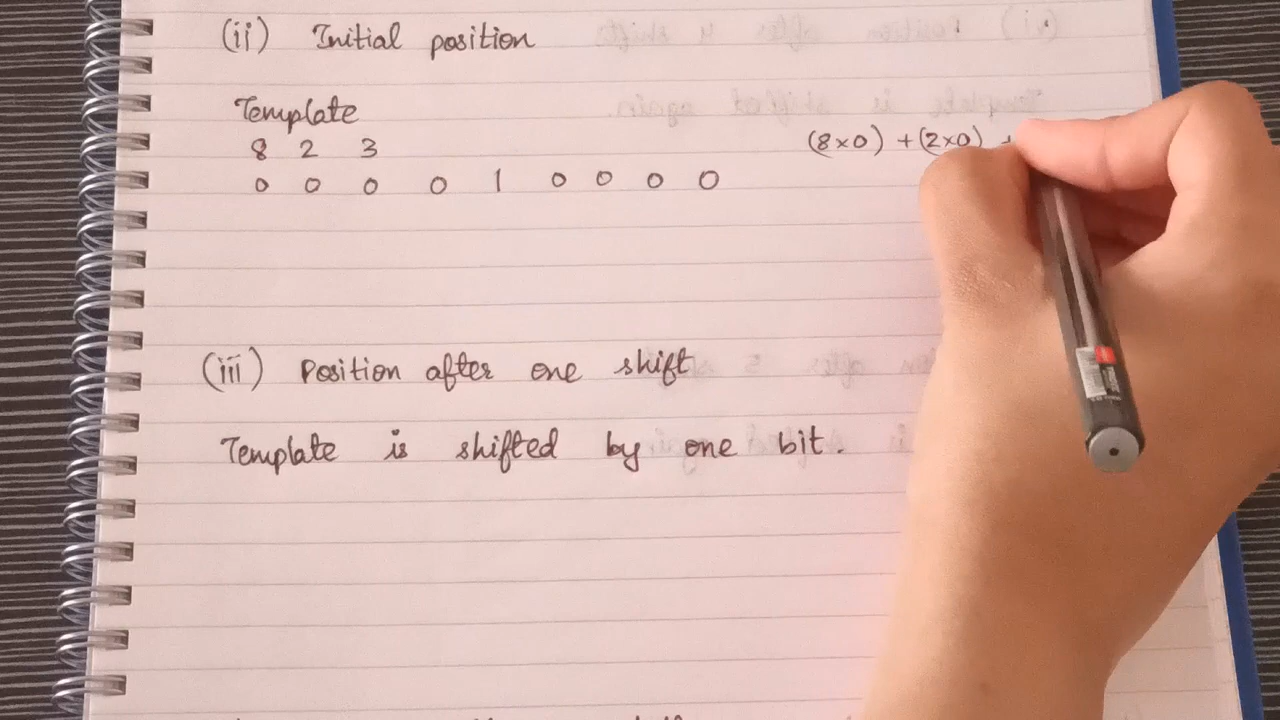 (ii) Initial position
Template
8 2 3
(8×0) + (2×0) +
0 0 0 0 1 0 0 0 0
(iii) Position after one shift
Template is shifted by one bit.